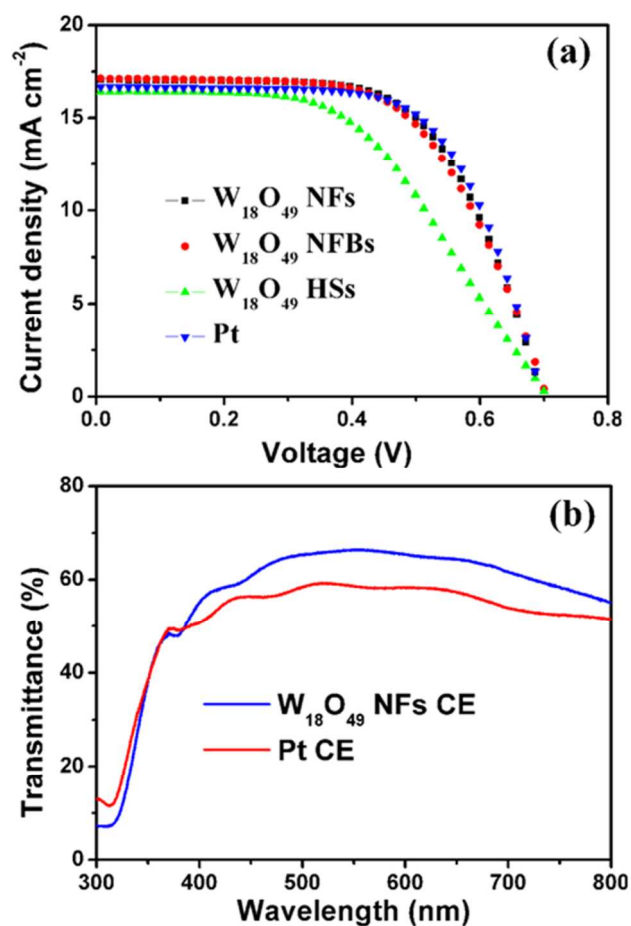 (a)
Current density (mA cm⁻²)
20
15
10
5
0
W₁₈O₄₉ NFs
W₁₈O₄₉ NFBs
W₁₈O₄₉ HSs
Pt
0.0 0.2 0.4 0.6 0.8
Voltage (V)
(b)
Transmittance (%)
80
60
40
20
0
W₁₈O₄₉ NFs CE
Pt CE
300 400 500 600 700 800
Wavelength (nm)